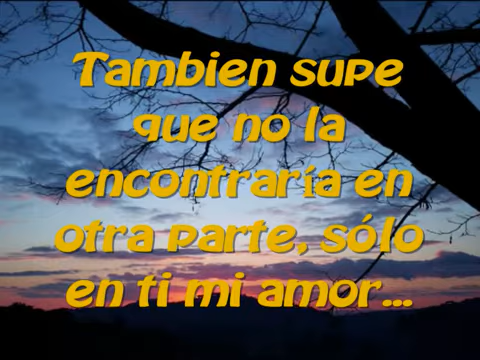 Tambien supe
que no la
encontraría en
otra parte, sólo
en ti mi amor...